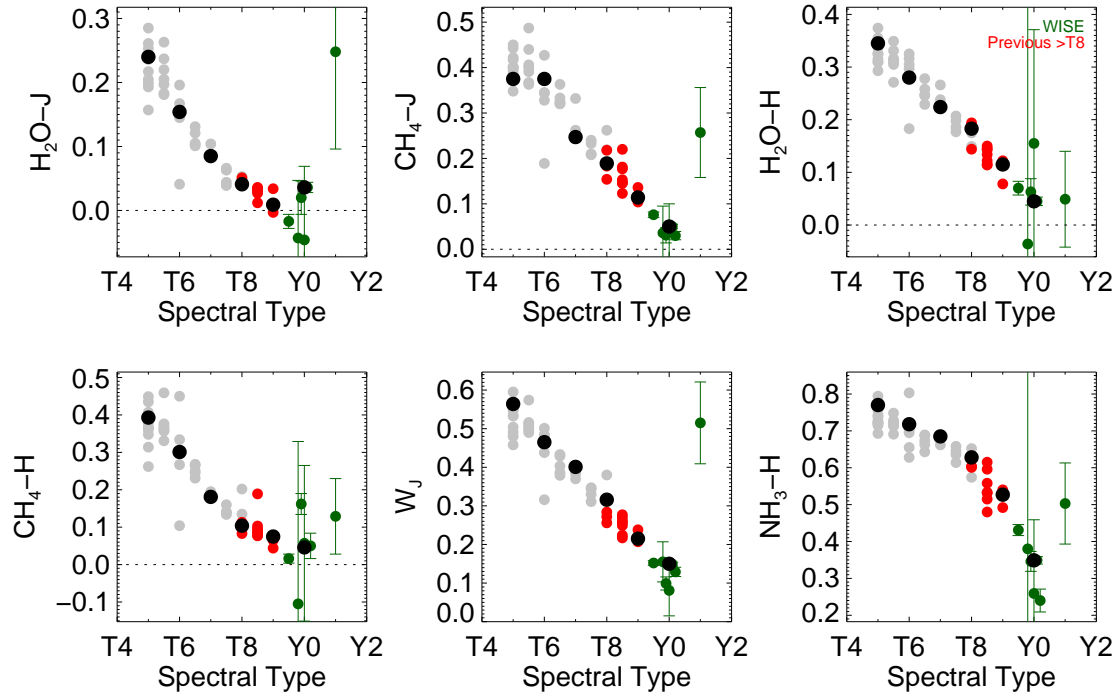 H₂O−J
0.3
0.2
0.1
0.0
T4 T6 T8 Y0 Y2
Spectral Type
CH₄−J
0.5
0.4
0.3
0.2
0.1
0.0
T4 T6 T8 Y0 Y2
Spectral Type
H₂O−H
0.4
0.3
0.2
0.1
0.0
WISE
Previous >T8
T4 T6 T8 Y0 Y2
Spectral Type
CH₄−H
0.5
0.4
0.3
0.2
0.1
0.0
−0.1
T4 T6 T8 Y0 Y2
Spectral Type
W_J
0.6
0.5
0.4
0.3
0.2
0.1
0.0
T4 T6 T8 Y0 Y2
Spectral Type
NH₃−H
0.8
0.7
0.6
0.5
0.4
0.3
0.2
T4 T6 T8 Y0 Y2
Spectral Type